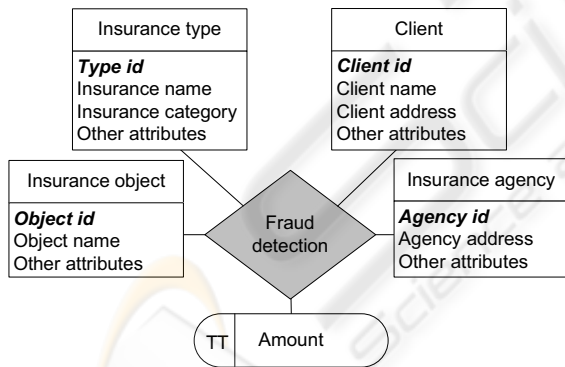 Insurance type
Type id
Insurance name
Insurance category
Other attributes
Client
Client id
Client name
Client address
Other attributes
Insurance object
Object id
Object name
Other attributes
Fraud
detection
Insurance agency
Agency id
Agency address
Other attributes
TT
Amount